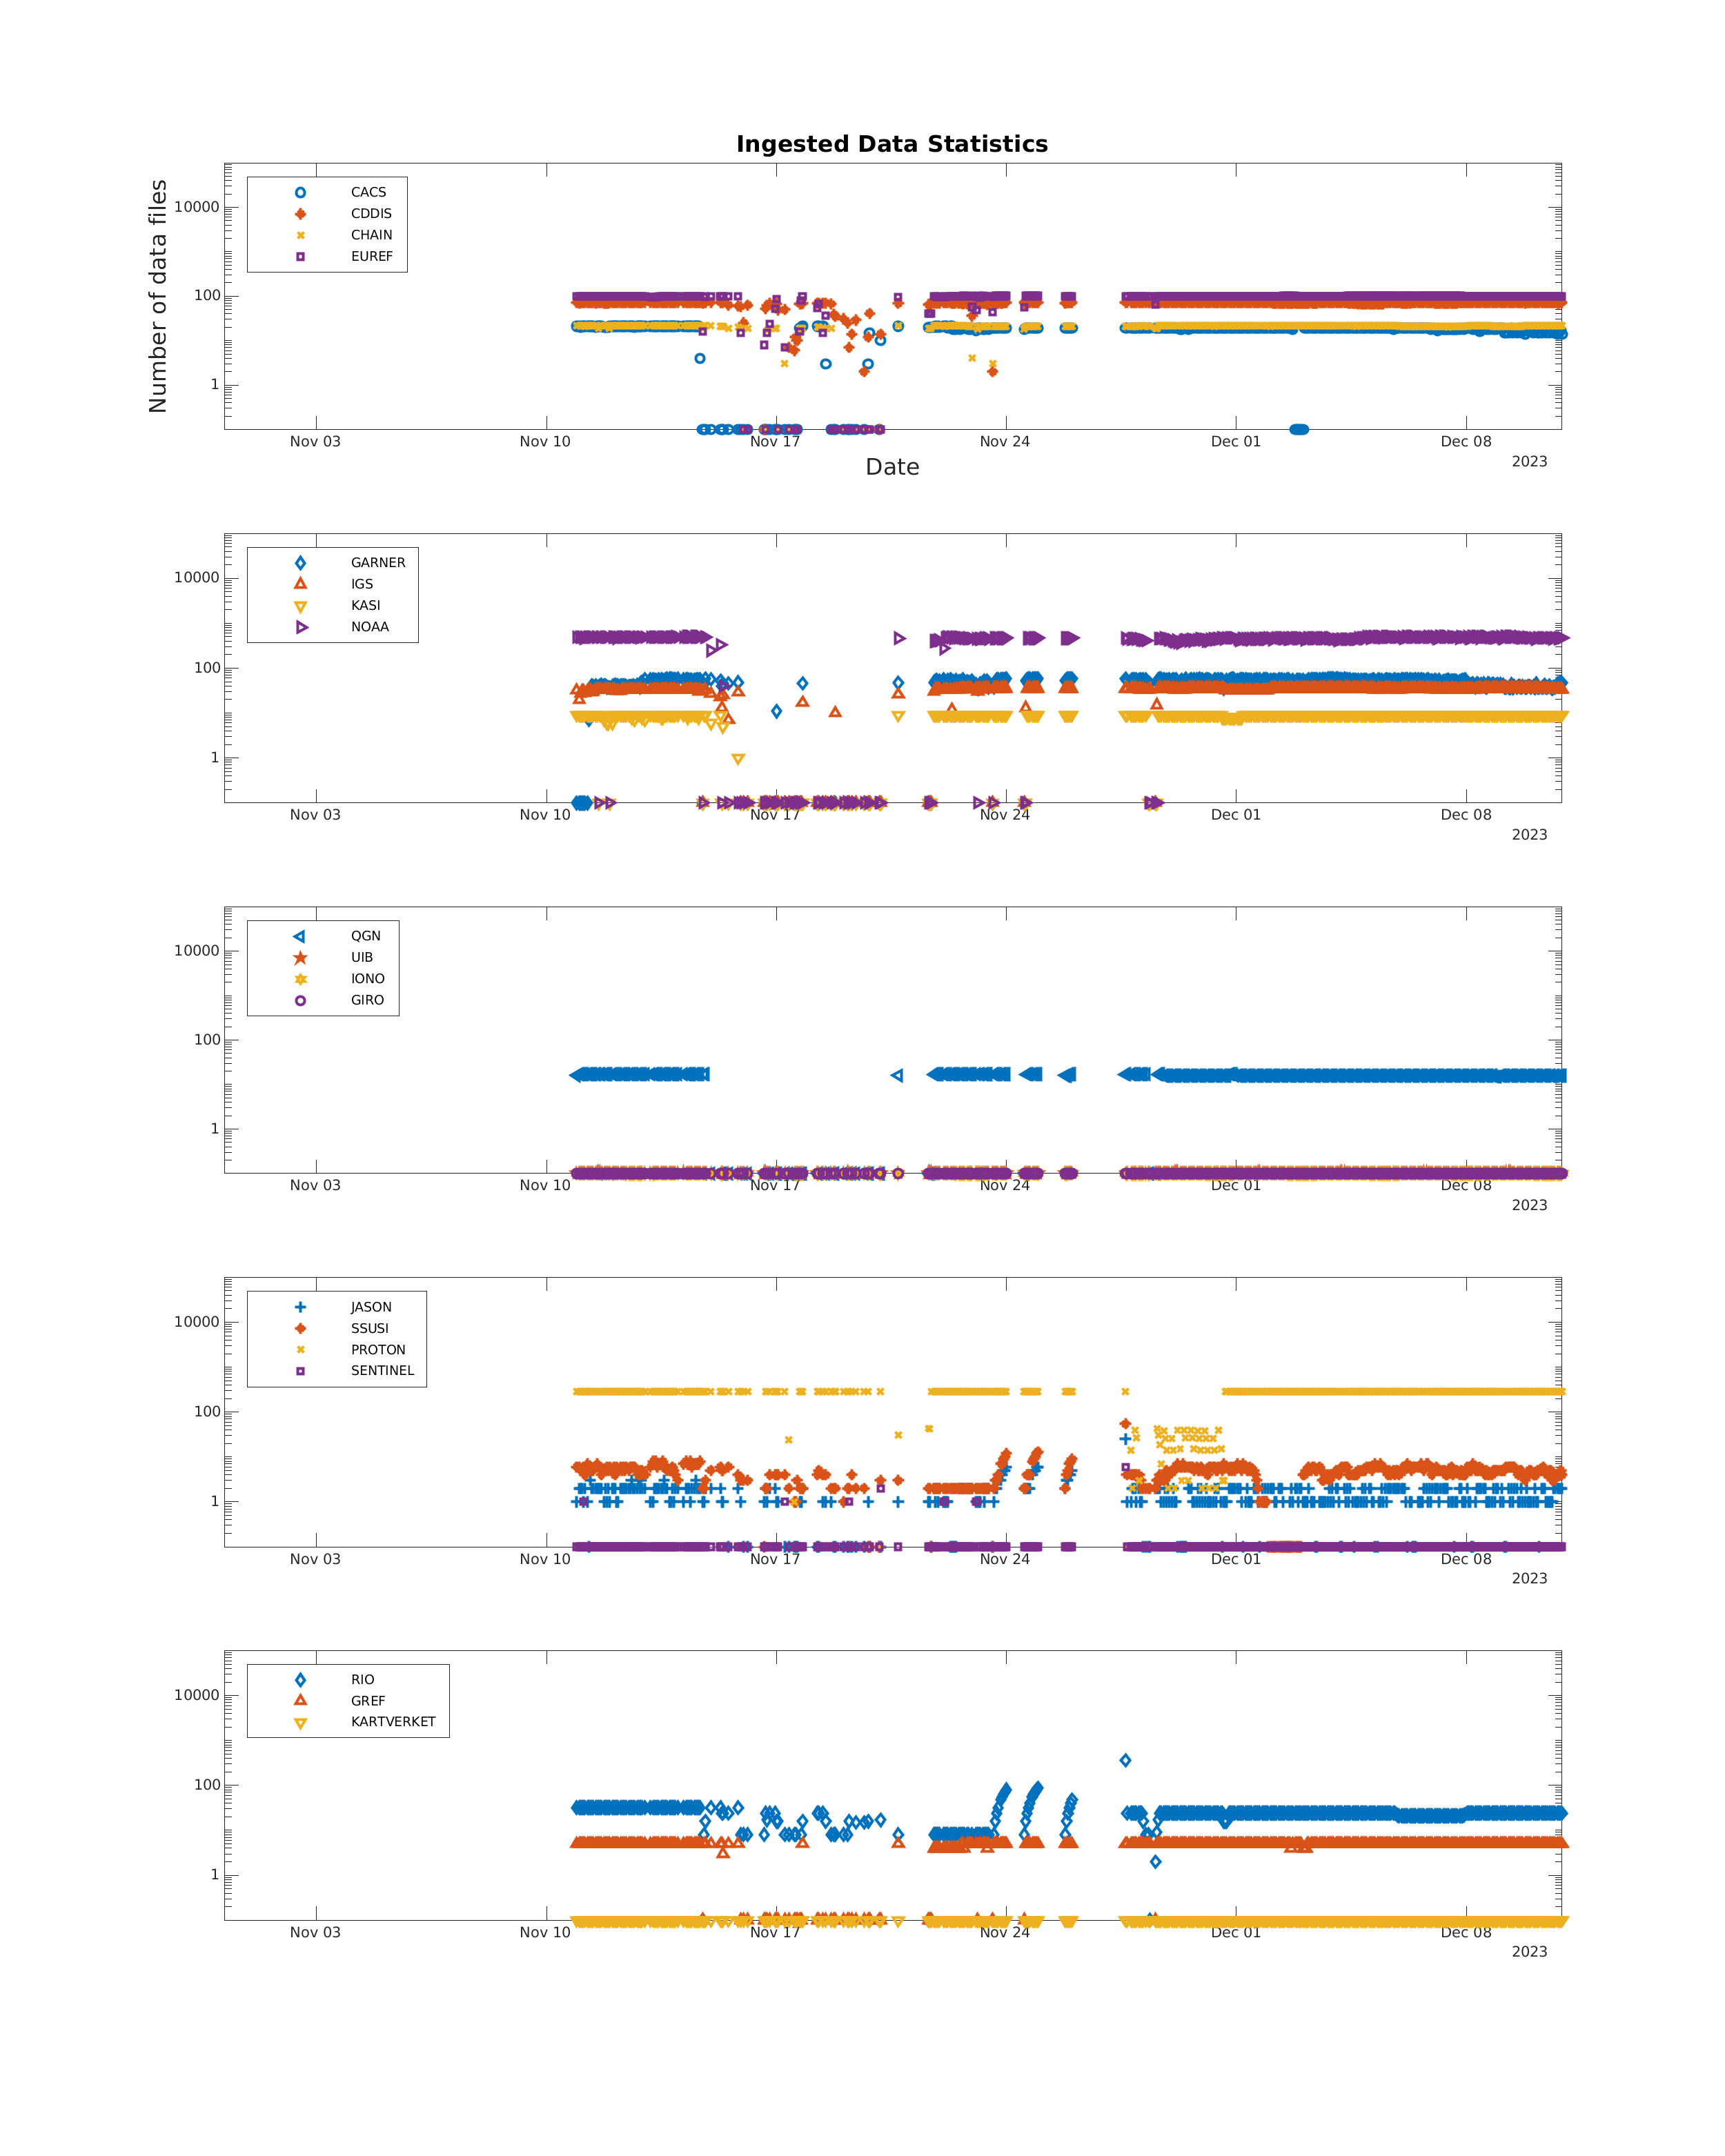 Ingested Data Statistics
Number of data files
10000
100
1
CACS
CDDIS
CHAIN
EUREF
Nov 03 Nov 10 Nov 17 Nov 24 Dec 01 Dec 08
2023
Date
10000
100
1
GARNER
IGS
KASI
NOAA
Nov 03 Nov 10 Nov 17 Nov 24 Dec 01 Dec 08
2023
10000
100
1
QGN
UIB
IONO
GIRO
Nov 03 Nov 10 Nov 17 Nov 24 Dec 01 Dec 08
2023
10000
100
1
JASON
SSUSI
PROTON
SENTINEL
Nov 03 Nov 10 Nov 17 Nov 24 Dec 01 Dec 08
2023
10000
100
1
RIO
GREF
KARTVERKET
Nov 03 Nov 10 Nov 17 Nov 24 Dec 01 Dec 08
2023